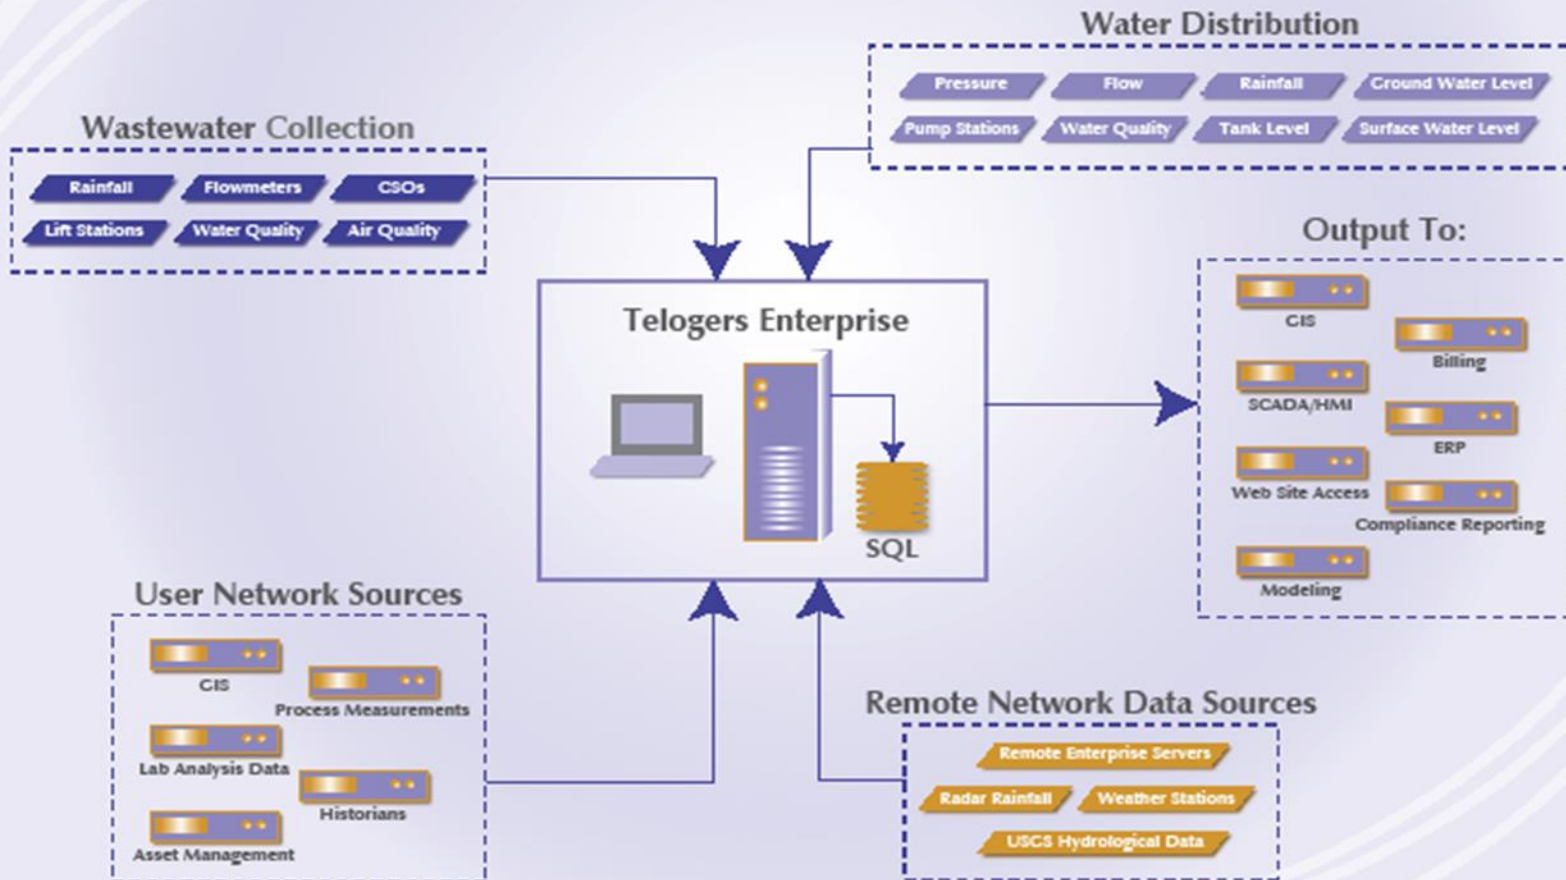 Water Distribution
Pressure
Flow
Rainfall
Ground Water Level
Pump Stations
Water Quality
Tank Level
Surface Water Level
Wastewater Collection
Rainfall
Flowmeters
CSOs
Lift Stations
Water Quality
Air Quality
Telogers Enterprise
SQL
Output To:
GIS
Billing
SCADA/HMI
ERP
Web Site Access
Compliance Reporting
Modeling
User Network Sources
GIS
Process Measurements
Lab Analysis Data
Historians
Asset Management
Remote Network Data Sources
Remote Enterprise Servers
Radar Rainfall
Weather Stations
USGS Hydrological Data